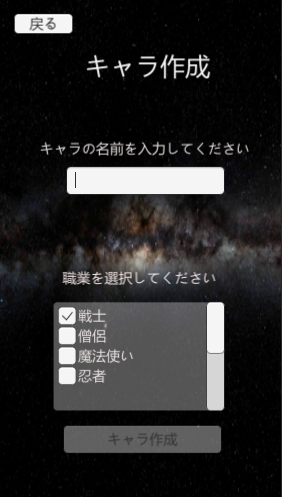 戻る
キャラ作成
キャラの名前を入力してください
職業を選択してください
戦士
僧侶
魔法使い
忍者
キャラ作成